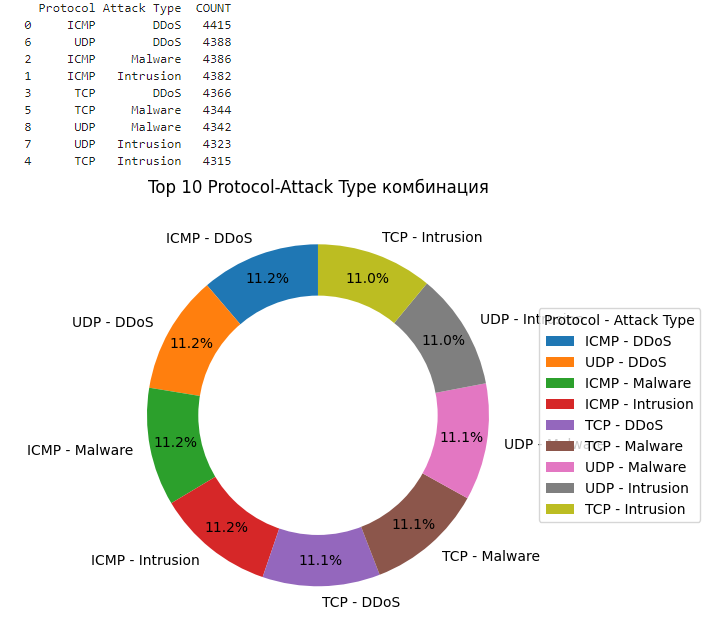 Protocol Attack Type COUNT
0 ICMP DDoS 4415
6 UDP DDoS 4388
2 ICMP Malware 4386
1 ICMP Intrusion 4382
3 TCP DDoS 4366
5 TCP Malware 4344
8 UDP Malware 4342
7 UDP Intrusion 4323
4 TCP Intrusion 4315
Top 10 Protocol-Attack Type комбинация
ICMP - DDoS
TCP - Intrusion
11.2%
11.0%
UDP - DDoS
UDP - Intrusion
11.2%
11.0%
ICMP - Malware
UDP - Malware
11.2%
11.1%
ICMP - Intrusion
TCP - Malware
11.2%
11.1%
11.1%
TCP - DDoS
Protocol - Attack Type
ICMP - DDoS
UDP - DDoS
ICMP - Malware
ICMP - Intrusion
TCP - DDoS
TCP - Malware
UDP - Malware
UDP - Intrusion
TCP - Intrusion